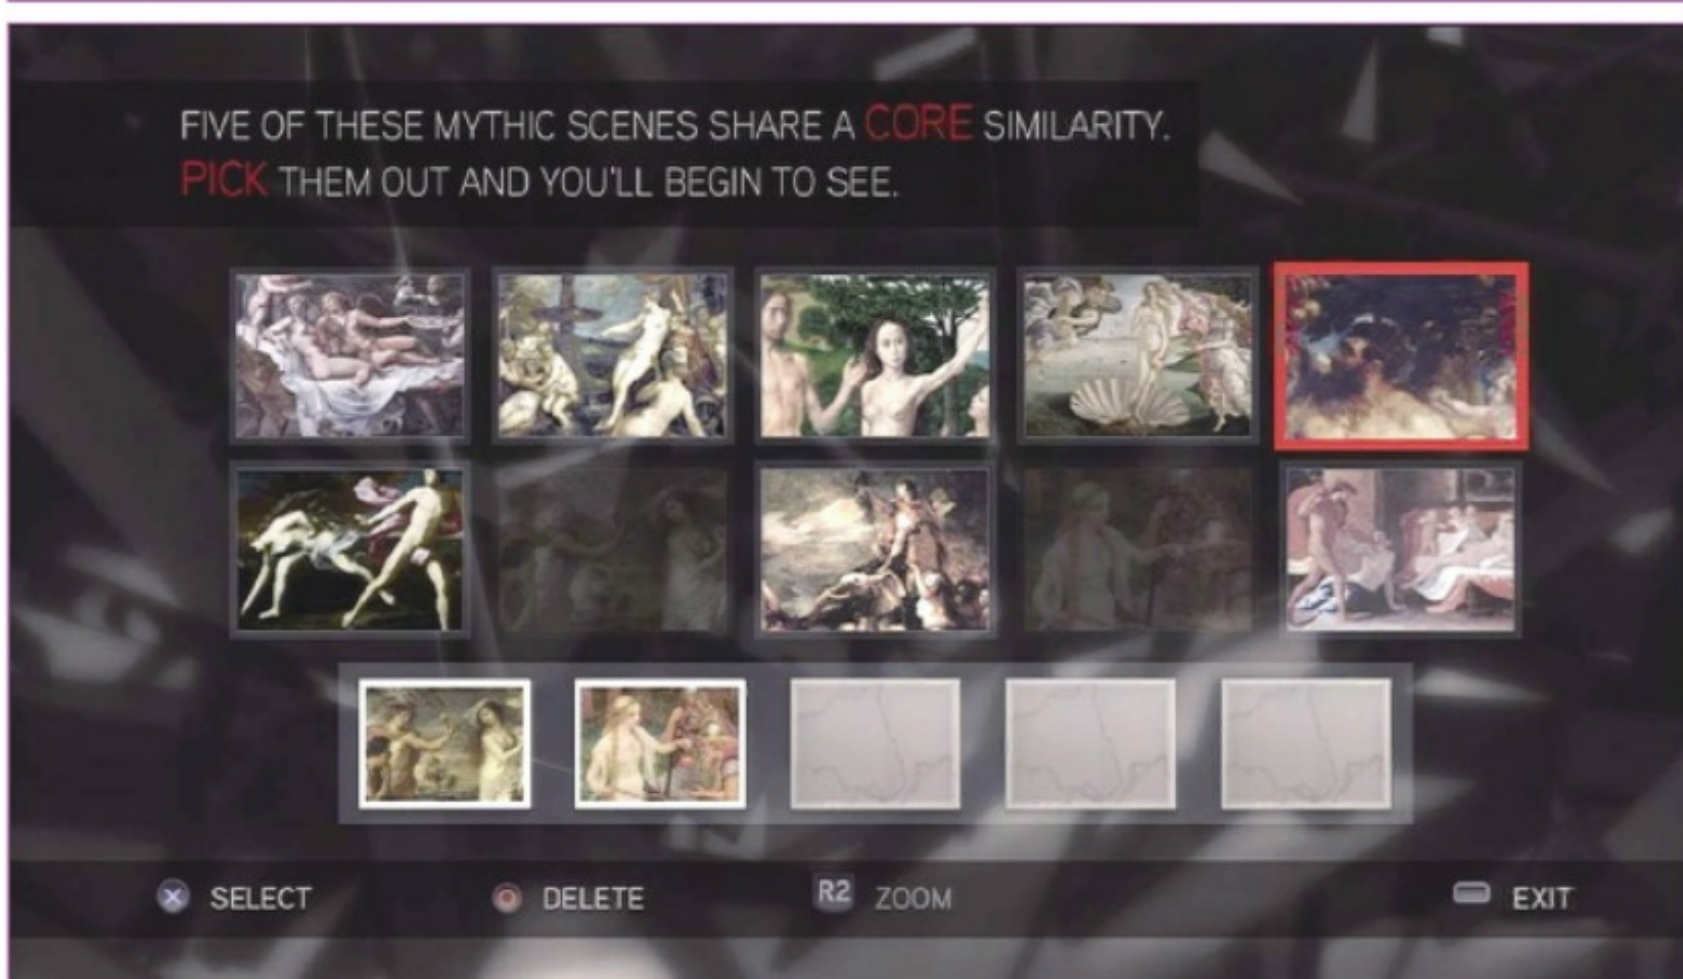 FIVE OF THESE MYTHIC SCENES SHARE A CORE SIMILARITY.
PICK THEM OUT AND YOU'LL BEGIN TO SEE.
SELECT
DELETE
R2 ZOOM
EXIT